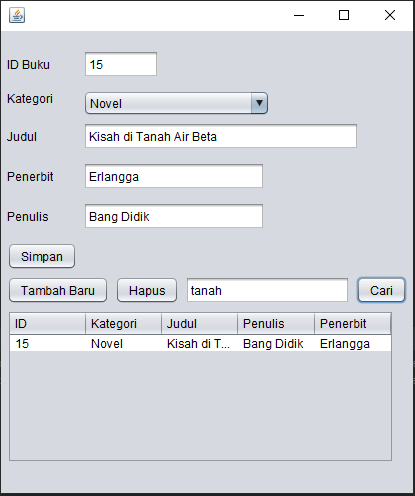 ID Buku 15
Kategori Novel
Judul Kisah di Tanah Air Beta
Penerbit Erlangga
Penulis Bang Didik
Simpan
Tambah Baru Hapus tanah Cari
ID Kategori Judul Penulis Penerbit
15 Novel Kisah di T... Bang Didik Erlangga